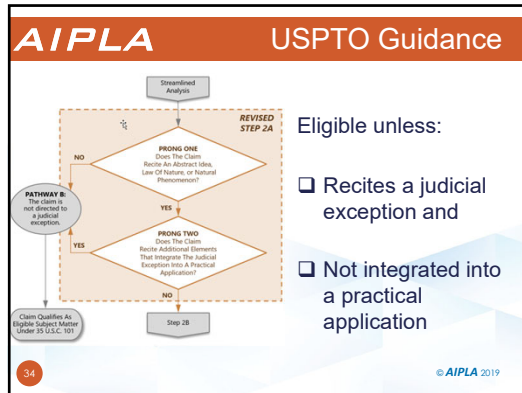 AIPLA
USPTO Guidance
Streamlined
Analysis
REVISED
STEP 2A
PRONG ONE
Does The Claim
Recite An Abstract Idea,
Law Of Nature, or Natural
Phenomenon?
NO
PATHWAY B:
The claim is
not directed to
a judicial
exception.
YES
PRONG TWO
Does The Claim
Recite Additional Elements
That Integrate The Judicial
Exception Into A Practical
Application?
YES
NO
Claim Qualifies As
Eligible Subject Matter
Under 35 U.S.C. 101
Step 2B
Eligible unless:
Recites a judicial
exception and
Not integrated into
a practical
application
34
© AIPLA 2019